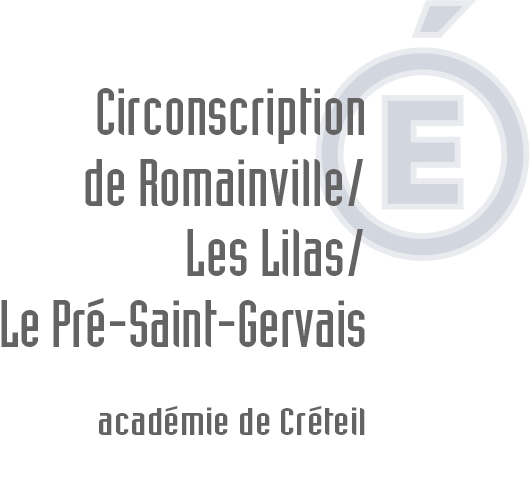 É
Circonscription
de Romainville/
Les Lilas/
Le Pré-Saint-Gervais
académie de Créteil